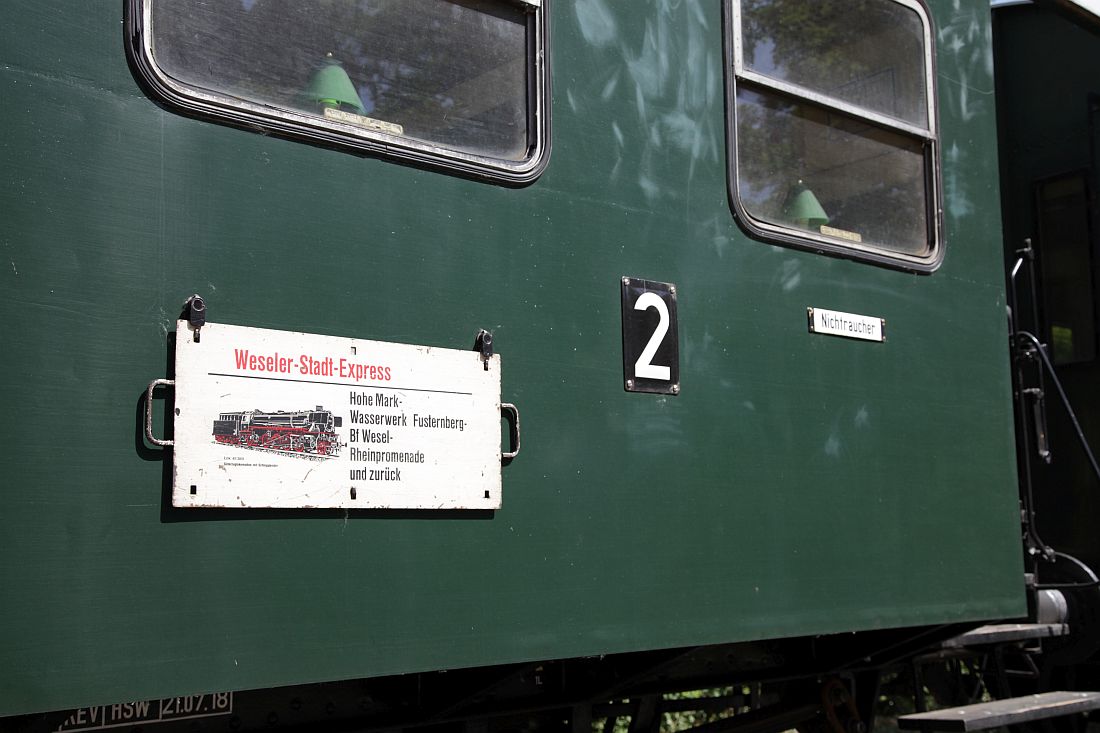 Weseler-Stadt-Express
Hohe Mark-
Wasserwerk Fusternberg-
Bf Wesel-
Rheinpromenade
und zurück
2
Nichtraucher
REV HSW 21.07.18